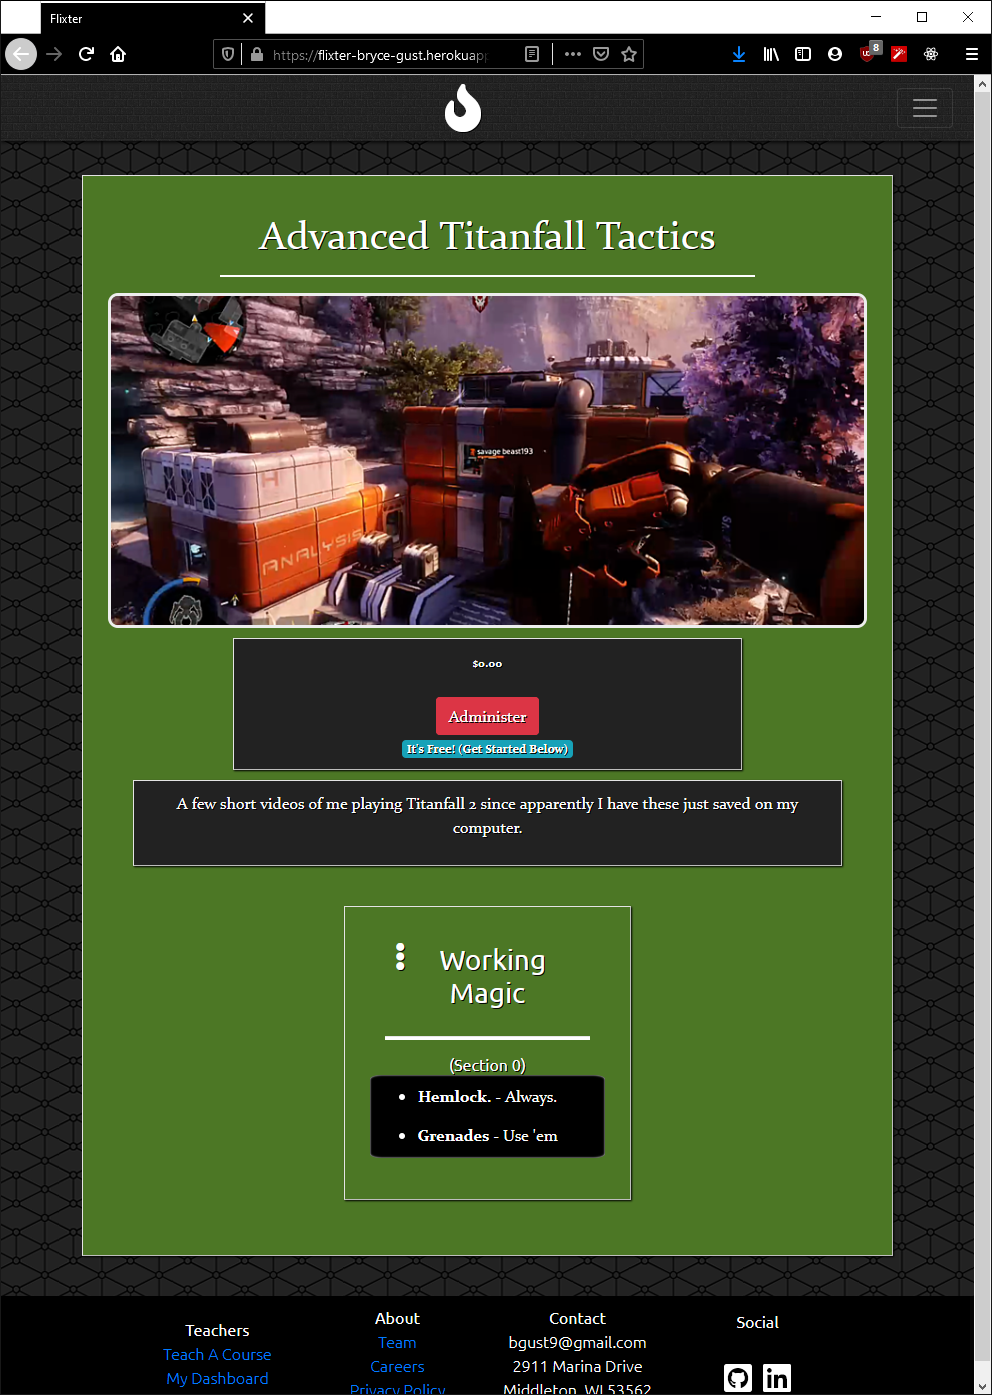 Flixter
https://flixter-bryce-gust.herokuapp
8
Advanced Titanfall Tactics
savage beast193
ANALYSIS
$0.00
Administer
It's Free! (Get Started Below)
A few short videos of me playing Titanfall 2 since apparently I have these just saved on my
computer.
Working
Magic
(Section 0)
Hemlock. - Always.
Grenades - Use 'em
Teachers
Teach A Course
My Dashboard
About
Team
Careers
Privacy Policy
Contact
bgust9@gmail.com
2911 Marina Drive
Middleton, WI 53562
Social